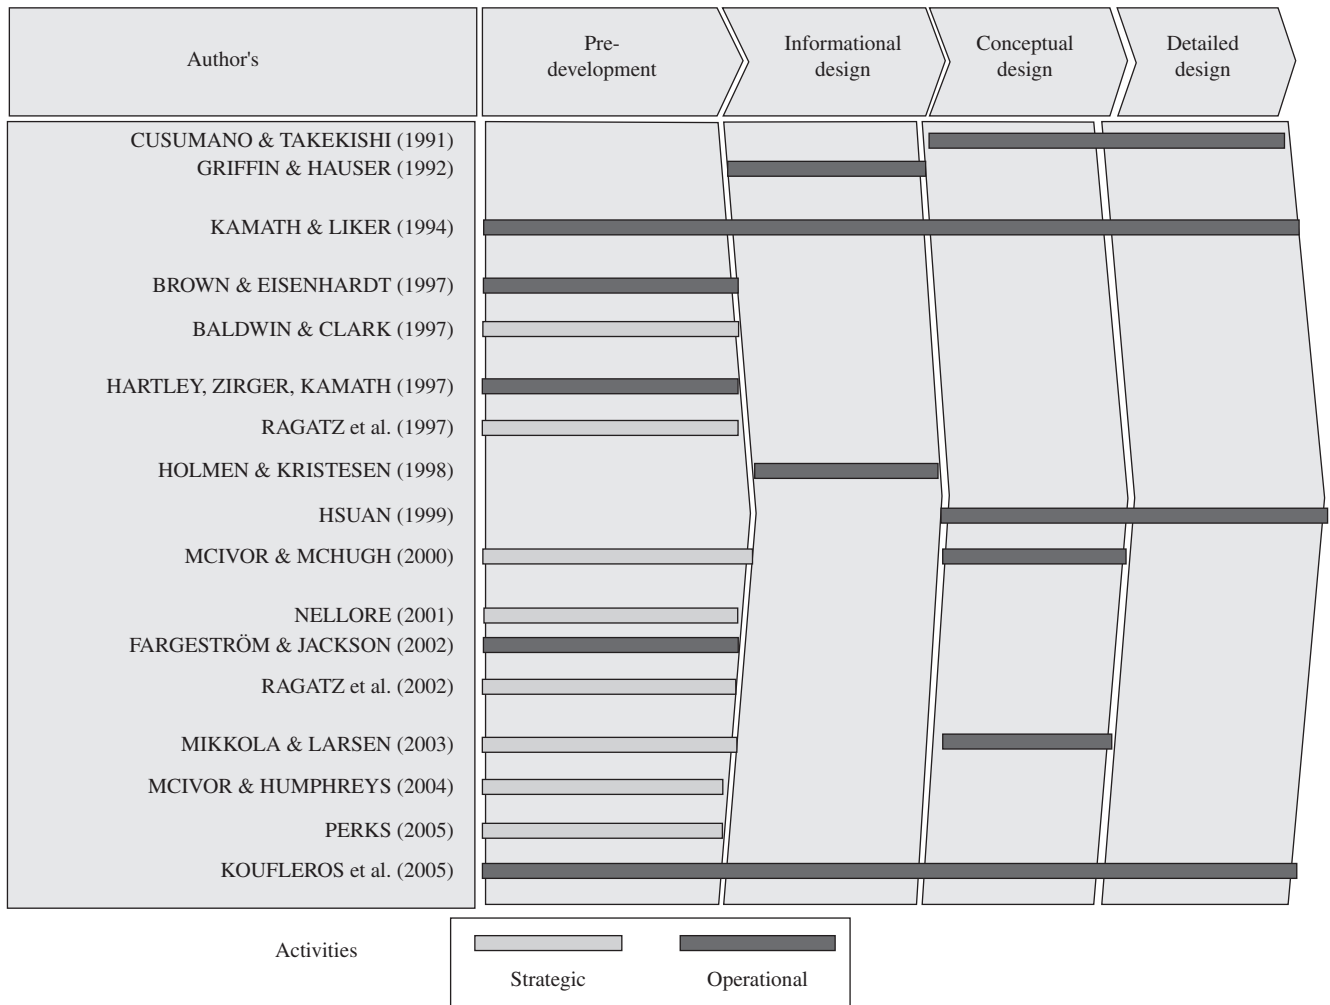 Author's
Pre-
development
Informational
design
Conceptual
design
Detailed
design
CUSUMANO & TAKEKISHI (1991)
GRIFFIN & HAUSER (1992)
KAMATH & LIKER (1994)
BROWN & EISENHARDT (1997)
BALDWIN & CLARK (1997)
HARTLEY, ZIRGER, KAMATH (1997)
RAGATZ et al. (1997)
HOLMEN & KRISTESEN (1998)
HSUAN (1999)
MCIVOR & MCHUGH (2000)
NELLORE (2001)
FARGESTRÖM & JACKSON (2002)
RAGATZ et al. (2002)
MIKKOLA & LARSEN (2003)
MCIVOR & HUMPHREYS (2004)
PERKS (2005)
KOUFLEROS et al. (2005)
Activities
Strategic
Operational